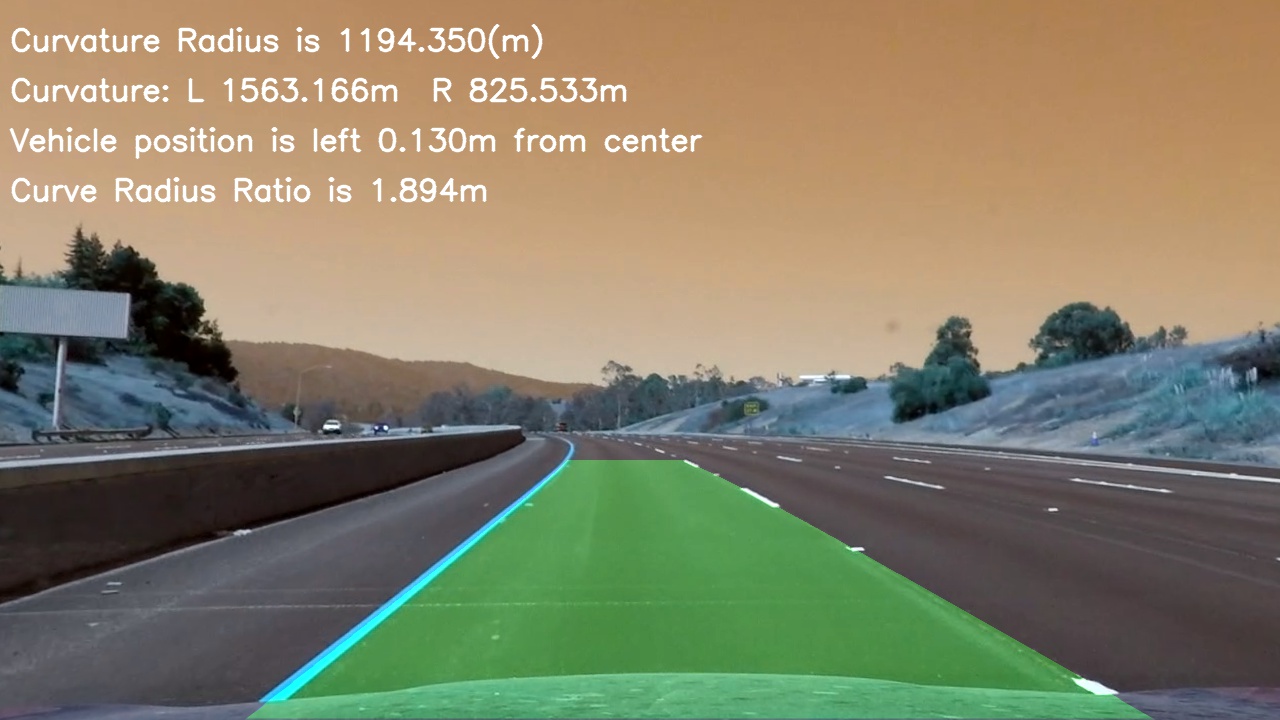 Curvature Radius is 1194.350(m)
Curvature: L 1563.166m R 825.533m
Vehicle position is left 0.130m from center
Curve Radius Ratio is 1.894m